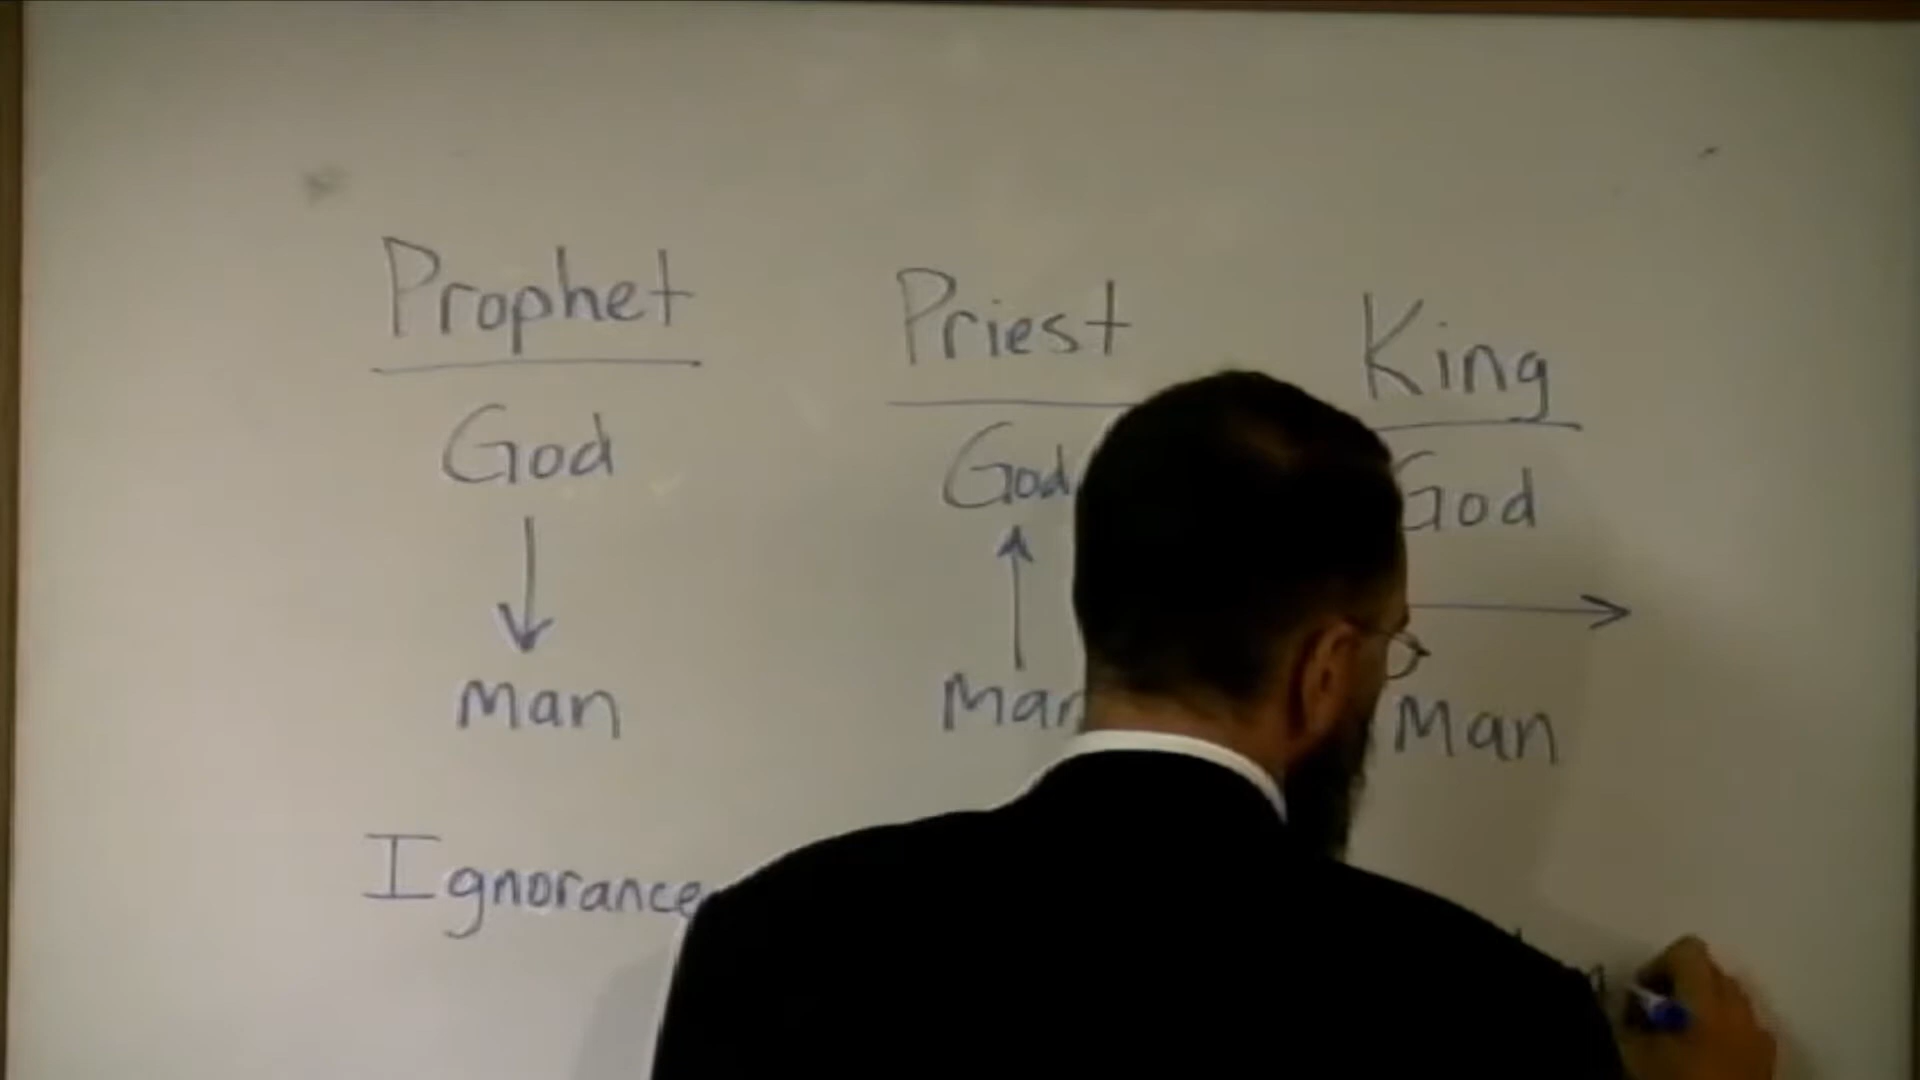 Prophet Priest King
God God God
Man Man Man
Ignorance